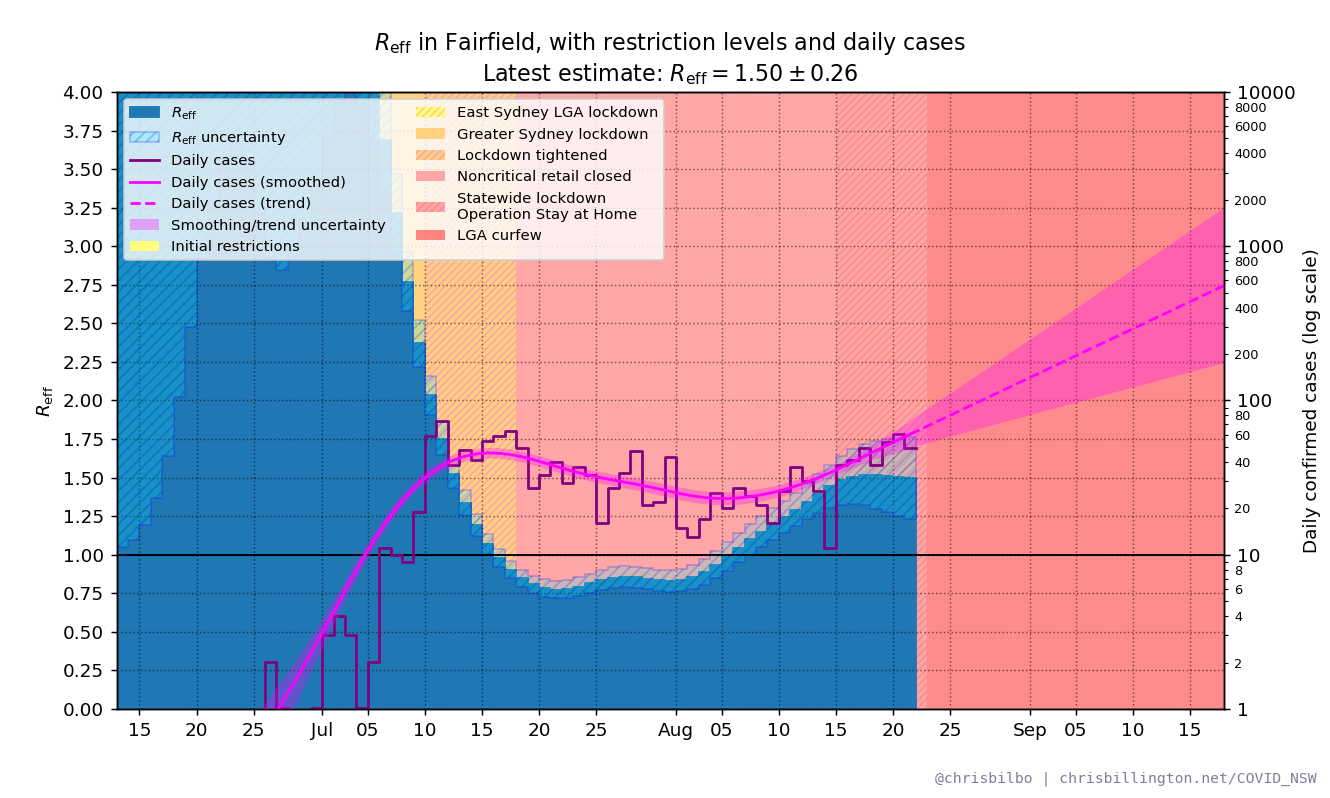 R_eff in Fairfield, with restriction levels and daily cases
Latest estimate: R_eff = 1.50 ± 0.26
R_eff
R_eff uncertainty
Daily cases
Daily cases (smoothed)
Daily cases (trend)
Smoothing/trend uncertainty
Initial restrictions
East Sydney LGA lockdown
Greater Sydney lockdown
Lockdown tightened
Noncritical retail closed
Statewide lockdown
Operation Stay at Home
LGA curfew
4.00
3.75
3.50
3.25
3.00
2.75
2.50
2.25
2.00
1.75
1.50
1.25
1.00
0.75
0.50
0.25
0.00
R_eff
10000
8000
6000
4000
2000
1000
800
600
400
200
100
80
60
40
20
10
8
6
4
2
1
Daily confirmed cases (log scale)
15 20 25 Jul 05 10 15 20 25 Aug 05 10 15 20 25 Sep 05 10 15
@chrisbilbo | chrisbillington.net/COVID_NSW